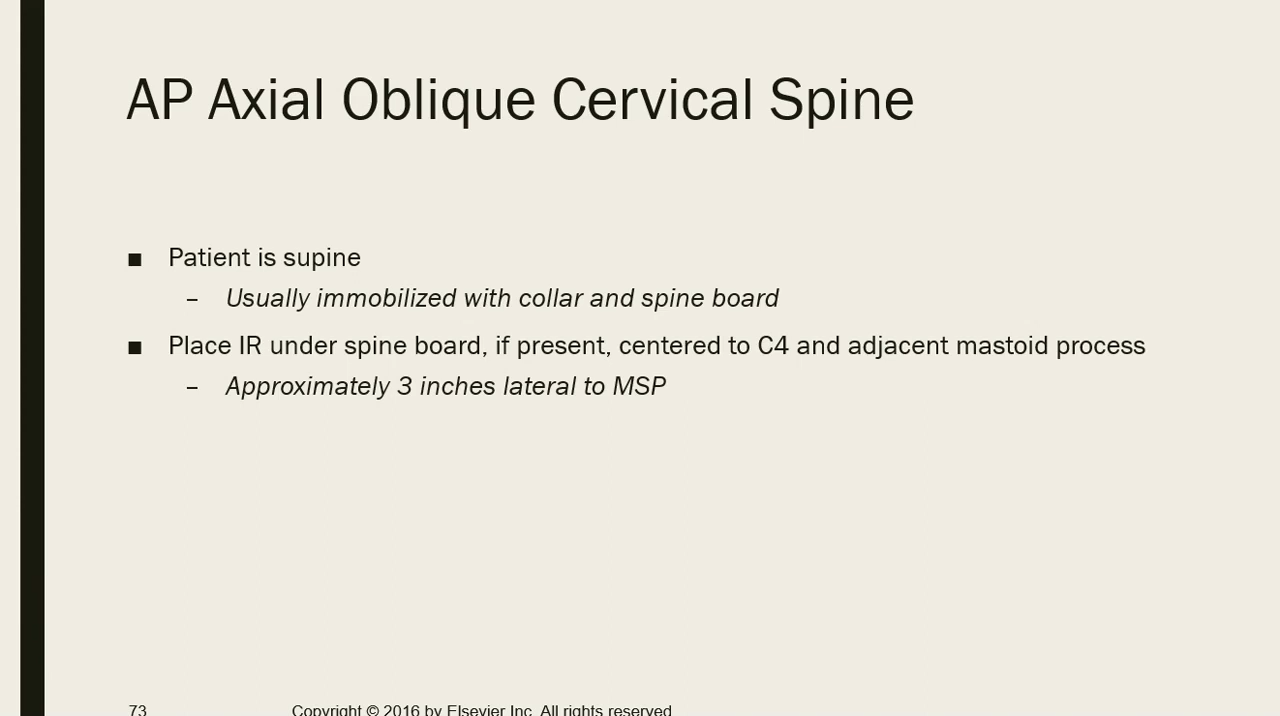 AP Axial Oblique Cervical Spine
■ Patient is supine
– Usually immobilized with collar and spine board
■ Place IR under spine board, if present, centered to C4 and adjacent mastoid process
– Approximately 3 inches lateral to MSP
73 Copyright © 2016 by Elsevier Inc. All rights reserved